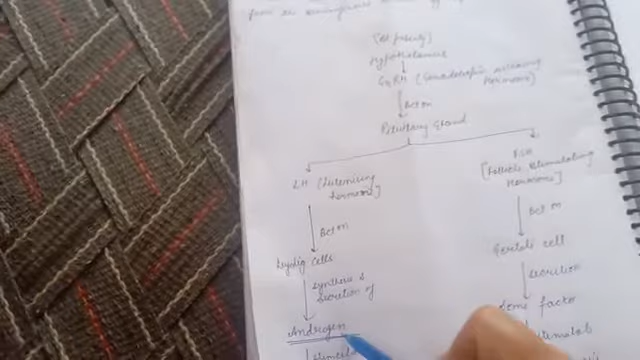 [At puberty]
Hypothalamus
GnRH (Gonadotropin releasing
Hormone)
Act on
Pituitary Gland
LH [Luteinizing
hormone]
FSH
[Follicle stimulating
Hormone]
Act on
Act on
Leydig cells
Sertoli cell
synthesis &
secretion of
secretion
Androgen
Some factor